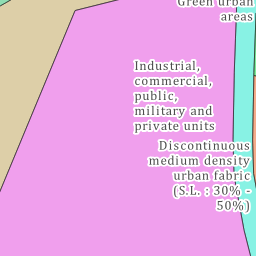 Green urban
areas
Industrial,
commercial,
public,
military and
private units
Discontinuous
medium density
urban fabric
(S.L. : 30% -
50%)